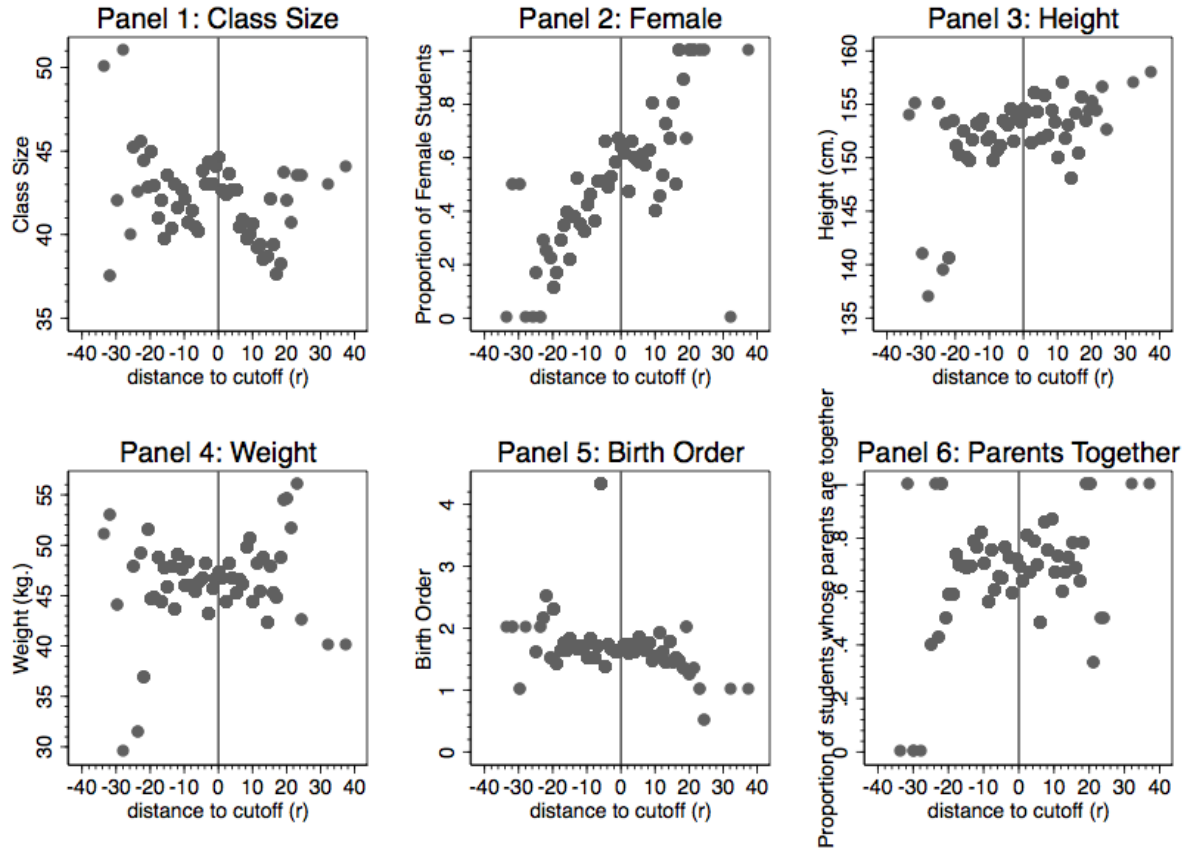 Panel 1: Class Size
Class Size
50
45
40
35
-40 -30 -20 -10 0 10 20 30 40
distance to cutoff (r)
Panel 2: Female
Proportion of Female Students
1
.8
.6
.4
.2
0
-40 -30 -20 -10 0 10 20 30 40
distance to cutoff (r)
Panel 3: Height
Height (cm.)
160
155
150
145
140
135
-40 -30 -20 -10 0 10 20 30 40
distance to cutoff (r)
Panel 4: Weight
Weight (kg.)
55
50
45
40
35
30
-40 -30 -20 -10 0 10 20 30 40
distance to cutoff (r)
Panel 5: Birth Order
Birth Order
4
3
2
1
0
-40 -30 -20 -10 0 10 20 30 40
distance to cutoff (r)
Panel 6: Parents Together
Proportion of students whose parents are together
1
.8
.6
.4
.2
0
-40 -30 -20 -10 0 10 20 30 40
distance to cutoff (r)